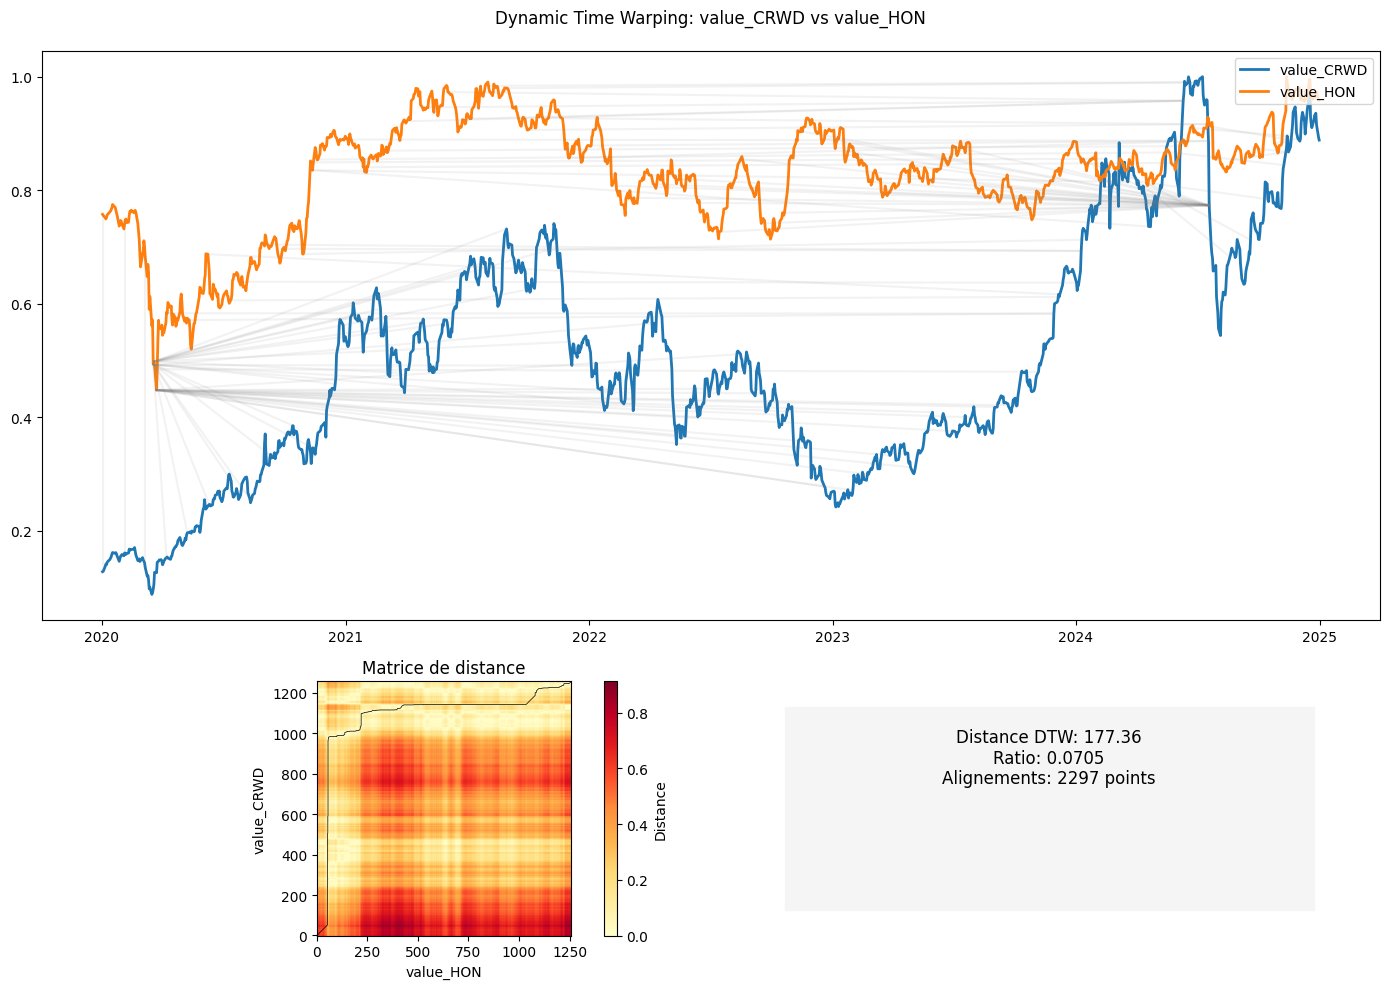 Dynamic Time Warping: value_CRWD vs value_HON
value_CRWD
value_HON
1.0
0.8
0.6
0.4
0.2
2020 2021 2022 2023 2024 2025
Matrice de distance
1200
1000
800
600
400
200
0
value_CRWD
0 250 500 750 1000 1250
value_HON
0.8
0.6
0.4
0.2
0.0
Distance
Distance DTW: 177.36
Ratio: 0.0705
Alignements: 2297 points